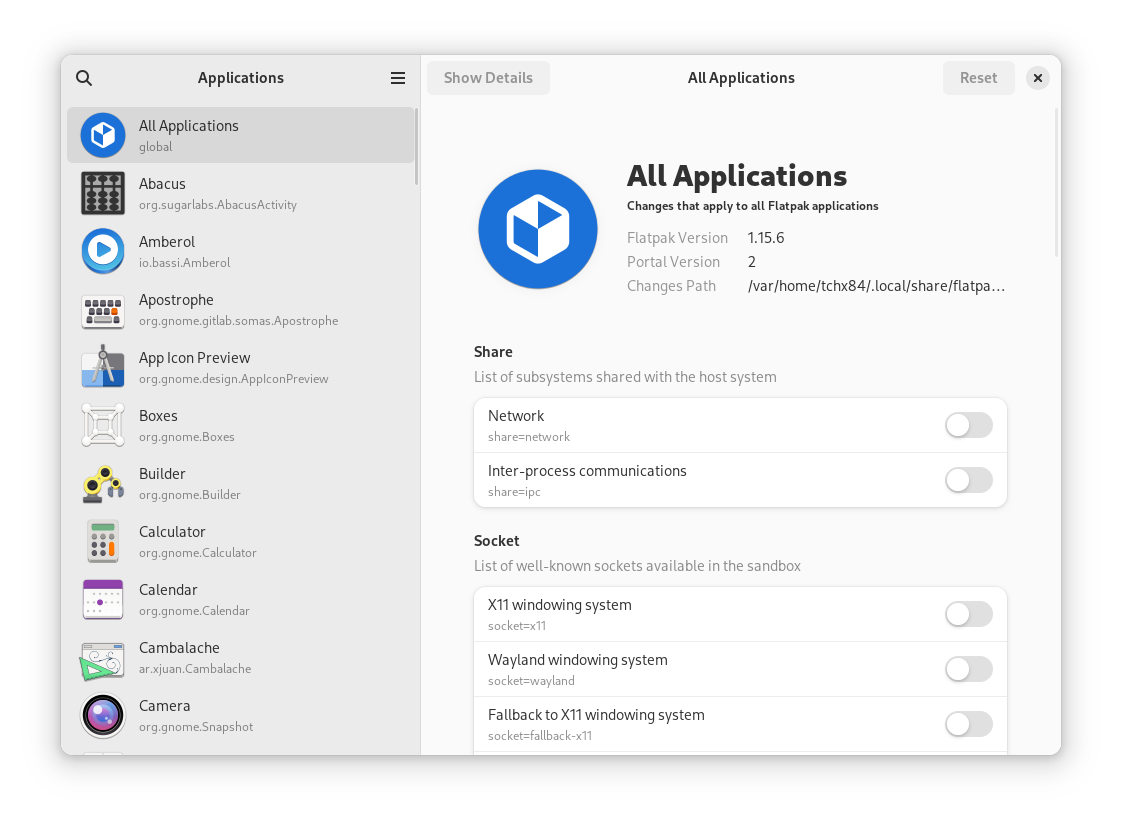 Applications
All Applications
global
Abacus
org.sugarlabs.AbacusActivity
Amberol
io.bassi.Amberol
Apostrophe
org.gnome.gitlab.somas.Apostrophe
App Icon Preview
org.gnome.design.AppIconPreview
Boxes
org.gnome.Boxes
Builder
org.gnome.Builder
Calculator
org.gnome.Calculator
Calendar
org.gnome.Calendar
Cambalache
ar.xjuan.Cambalache
Camera
org.gnome.Snapshot
Show Details
All Applications
Reset
All Applications
Changes that apply to all Flatpak applications
Flatpak Version 1.15.6
Portal Version 2
Changes Path /var/home/tchx84/.local/share/flatpa…
Share
List of subsystems shared with the host system
Network
share=network
Inter-process communications
share=ipc
Socket
List of well-known sockets available in the sandbox
X11 windowing system
socket=x11
Wayland windowing system
socket=wayland
Fallback to X11 windowing system
socket=fallback-x11